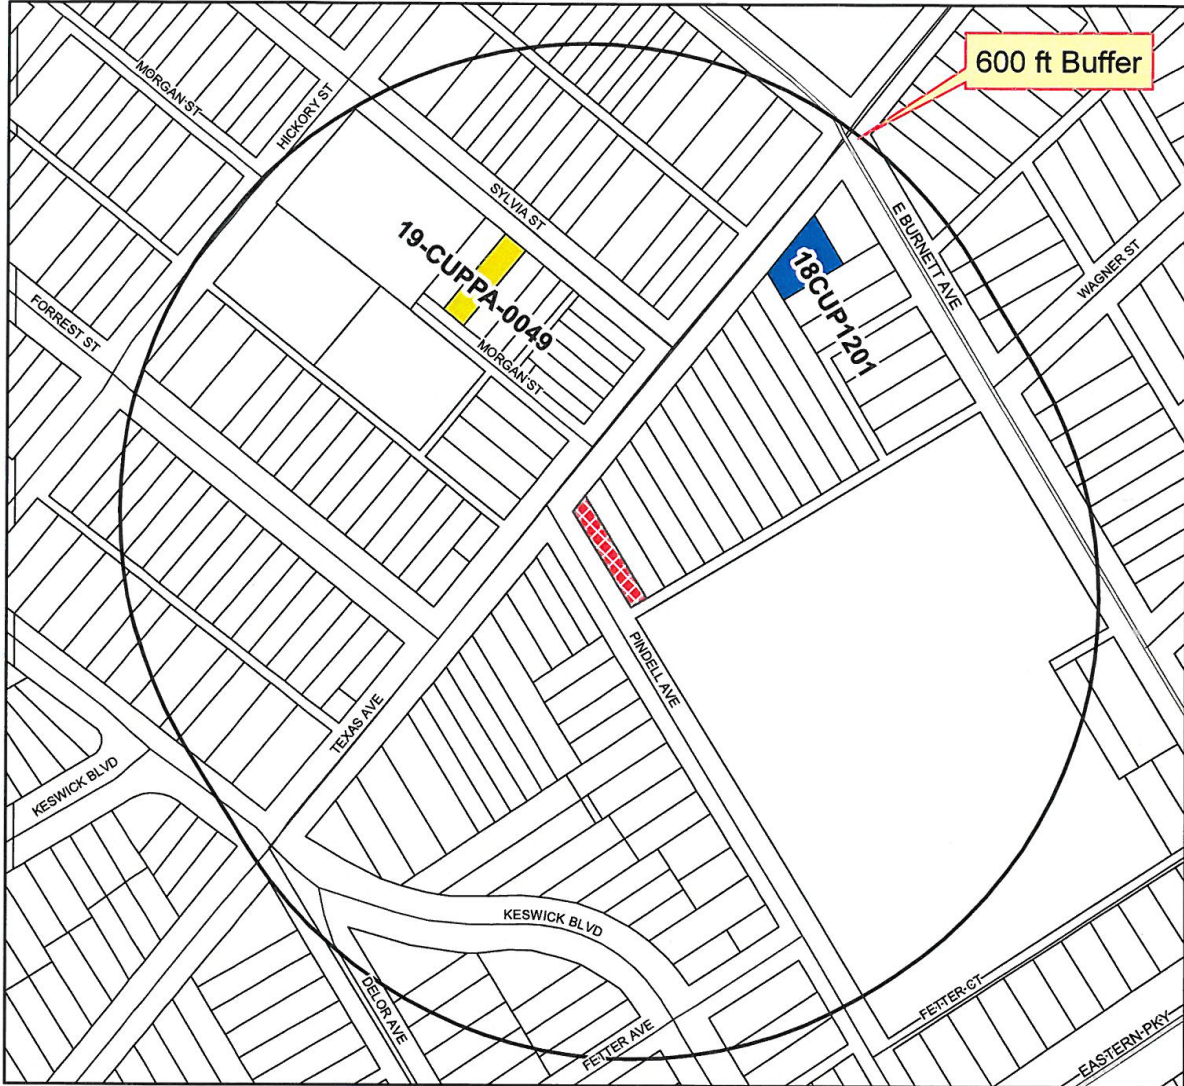 600 ft Buffer
MORGAN ST
HICKORY ST
SYLVIA ST
E BURNETT AVE
19-CUPPA-0049
18CUP1201
WAGNER ST
FORREST ST
MORGAN ST
PINDELL AVE
TEXAS AVE
KESWICK BLVD
KESWICK BLVD
DELOR AVE
FETTER CT
FETTER AVE
EASTERN PKY